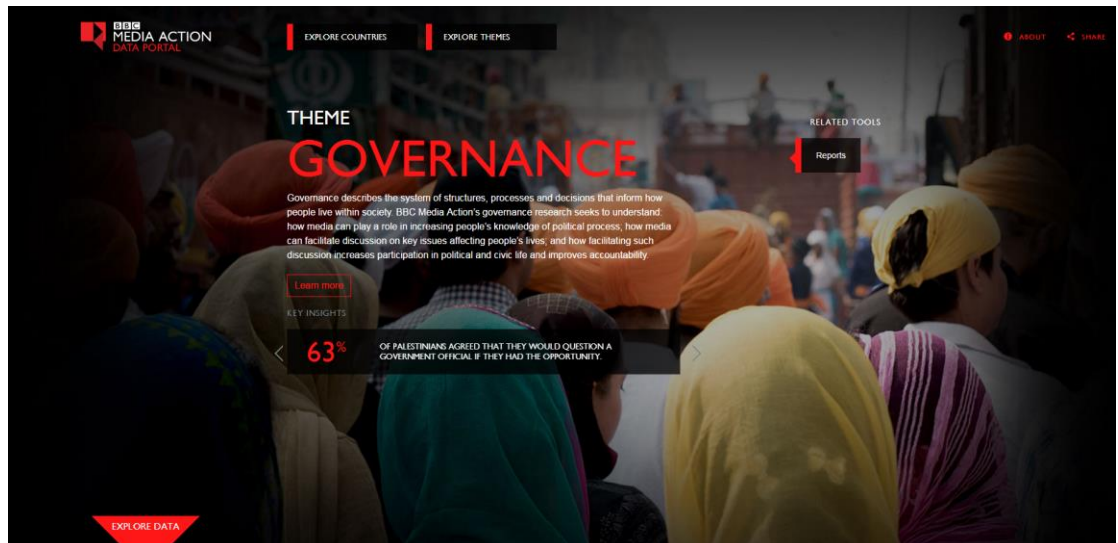 BBC
MEDIA ACTION
DATA PORTAL
EXPLORE COUNTRIES
EXPLORE THEMES
ABOUT
SHARE
THEME
GOVERNANCE
Governance describes the system of structures, processes and decisions that inform how
people live within society. BBC Media Action's governance research seeks to understand:
how media can play a role in increasing people's knowledge of political process; how media
can facilitate discussion on key issues affecting people's lives; and how facilitating such
discussion increases participation in political and civic life and improves accountability.
Learn more
RELATED TOOLS
Reports
KEY INSIGHTS
63%
OF PALESTINIANS AGREED THAT THEY WOULD QUESTION A
GOVERNMENT OFFICIAL IF THEY HAD THE OPPORTUNITY.
EXPLORE DATA